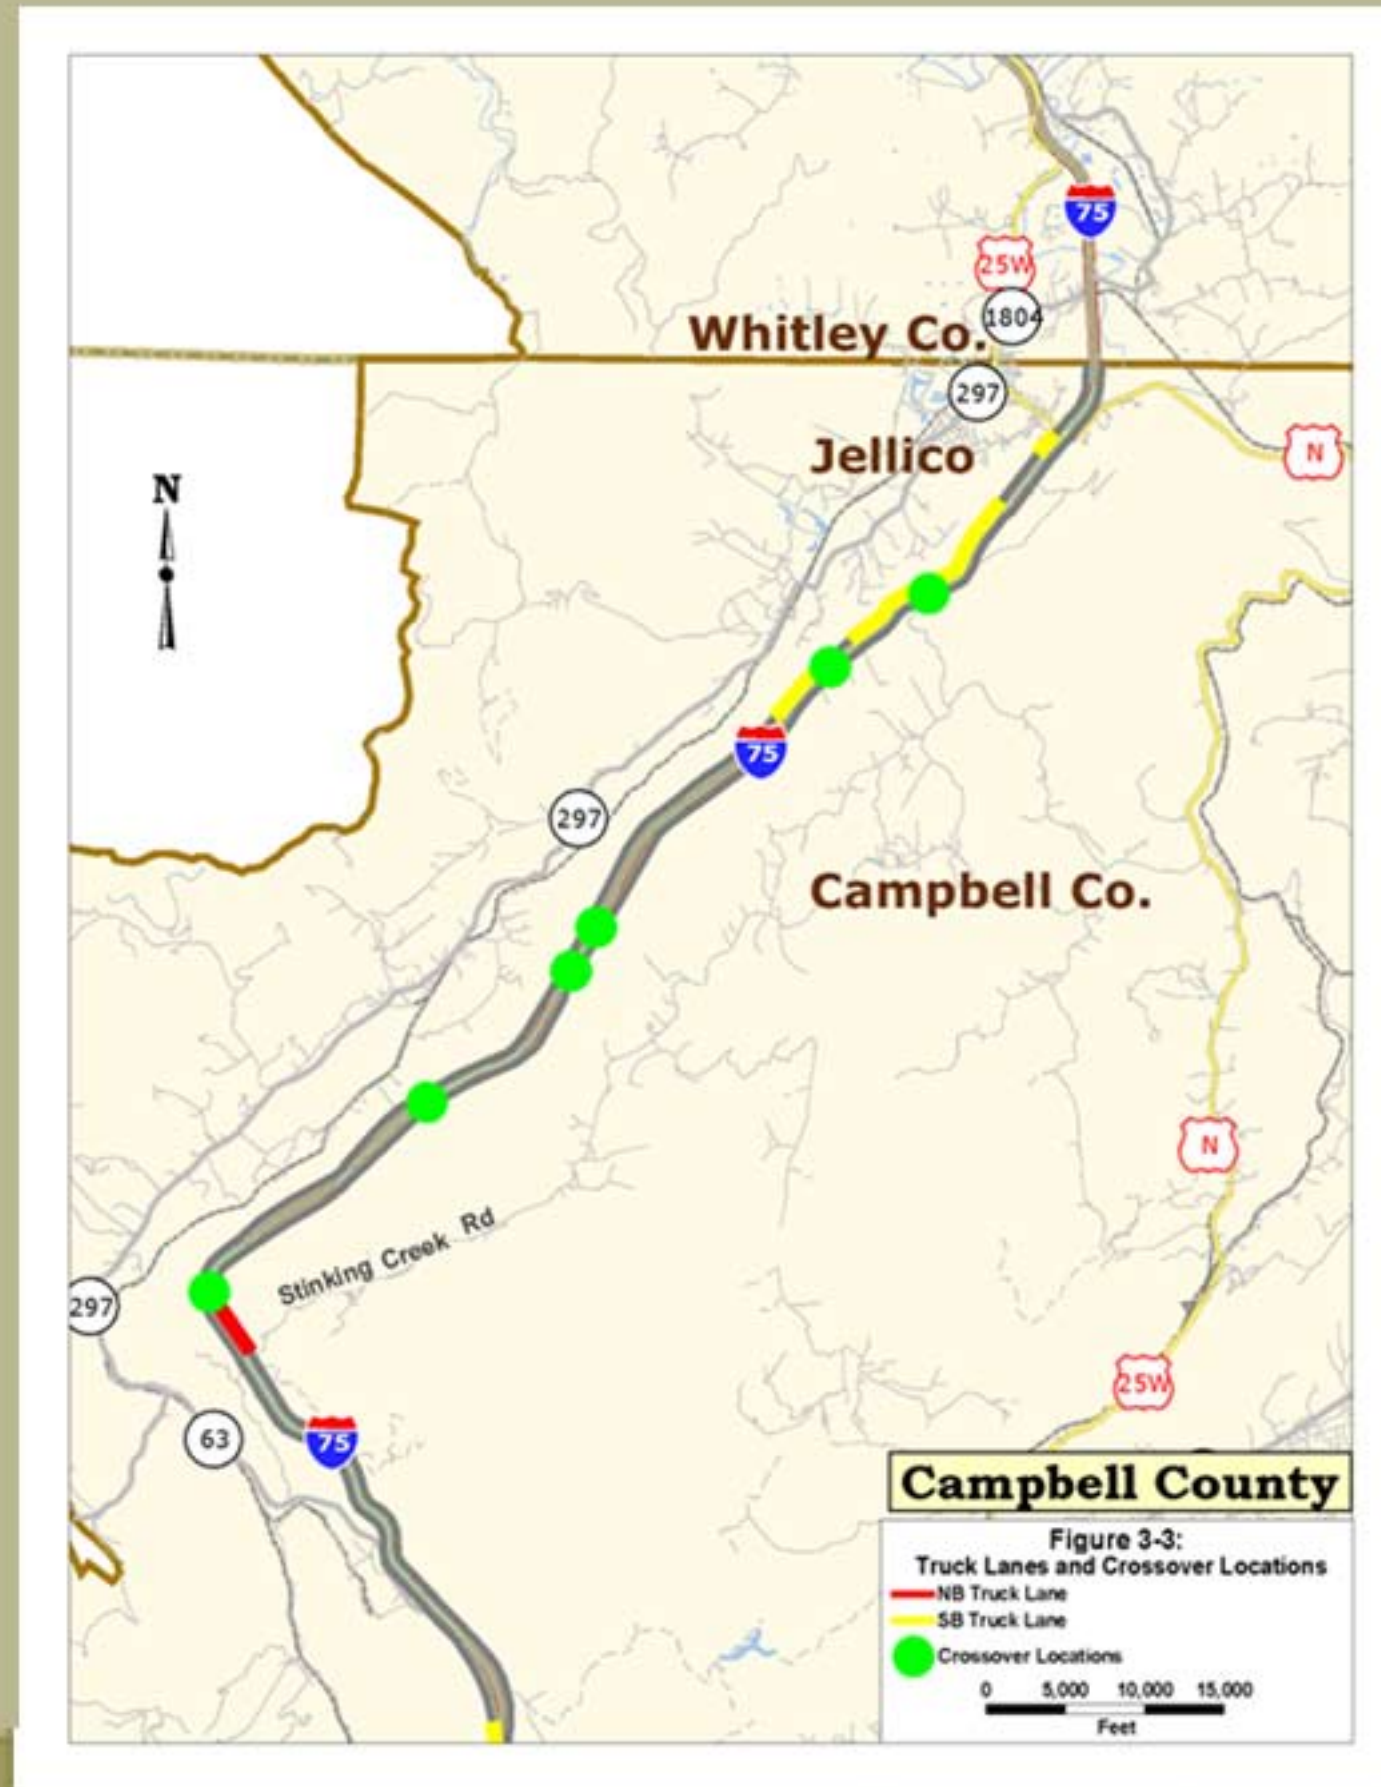 75
25W
1804
Whitley Co.
297
Jellico
N
N
75
297
Campbell Co.
N
Stinking Creek Rd
297
25W
63
75
Campbell County
Figure 3-3:
Truck Lanes and Crossover Locations
NB Truck Lane
SB Truck Lane
Crossover Locations
0 5,000 10,000 15,000
Feet